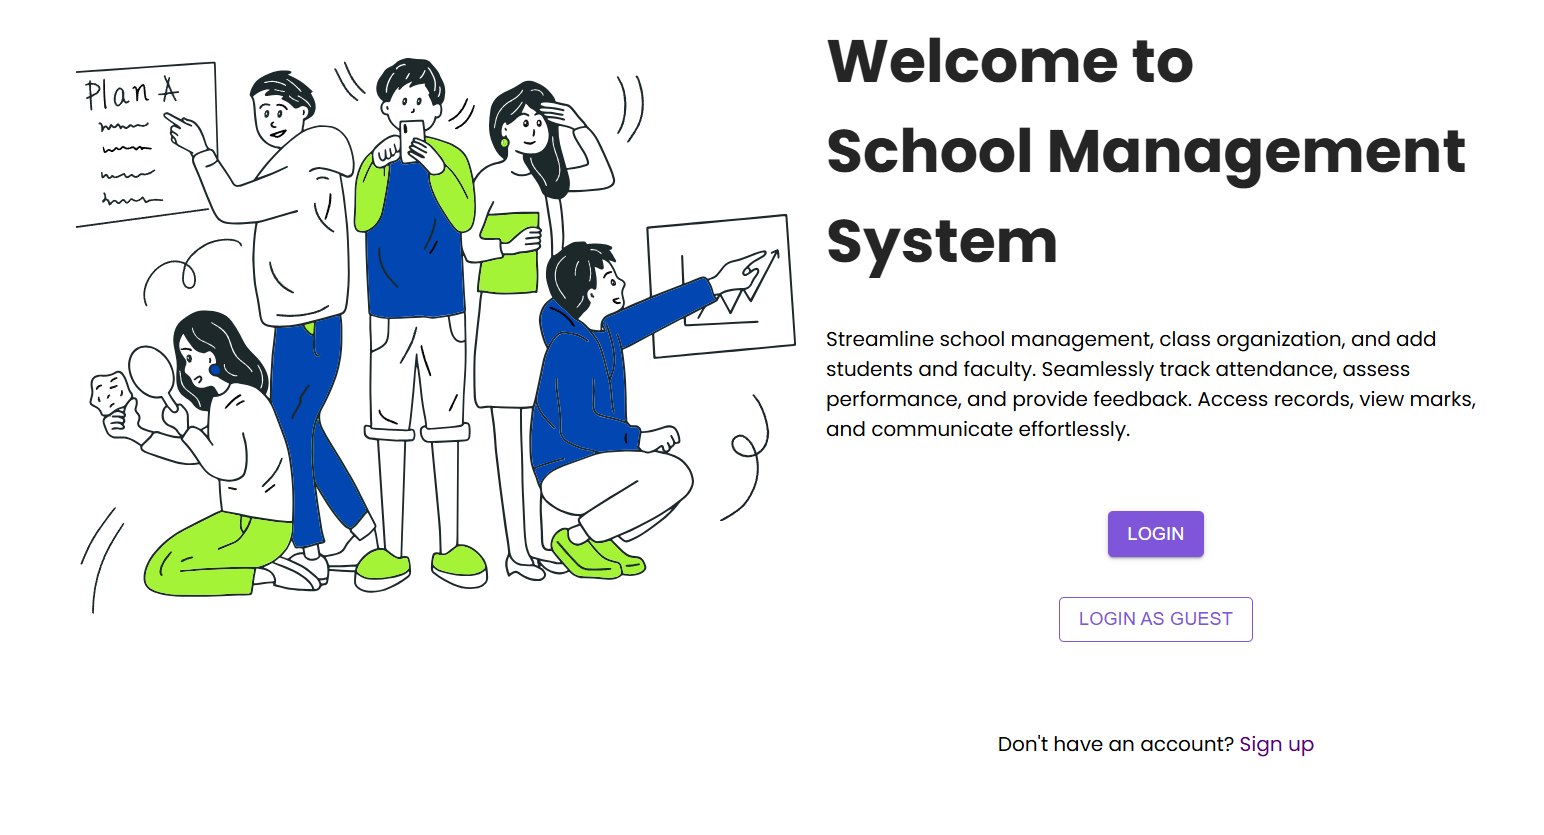 Plan A
Welcome to
School Management
System
Streamline school management, class organization, and add
students and faculty. Seamlessly track attendance, assess
performance, and provide feedback. Access records, view marks,
and communicate effortlessly.
LOGIN
LOGIN AS GUEST
Don't have an account? Sign up